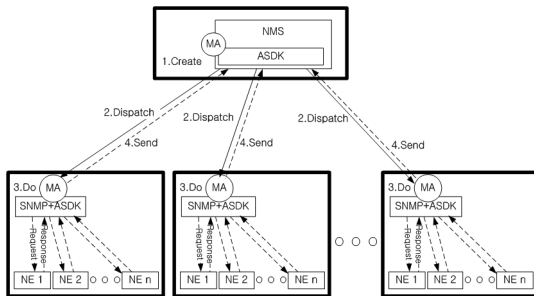 NMS
MA
ASDK
1.Create
2.Dispatch
4.Send
2.Dispatch
4.Send
2.Dispatch
4.Send
3.Do
MA
SNMP+ASDK
Request
Response
NE 1
NE 2
NE n
3.Do
MA
SNMP+ASDK
Request
Response
NE 1
NE 2
NE n
3.Do
MA
SNMP+ASDK
Request
Response
NE 1
NE 2
NE n